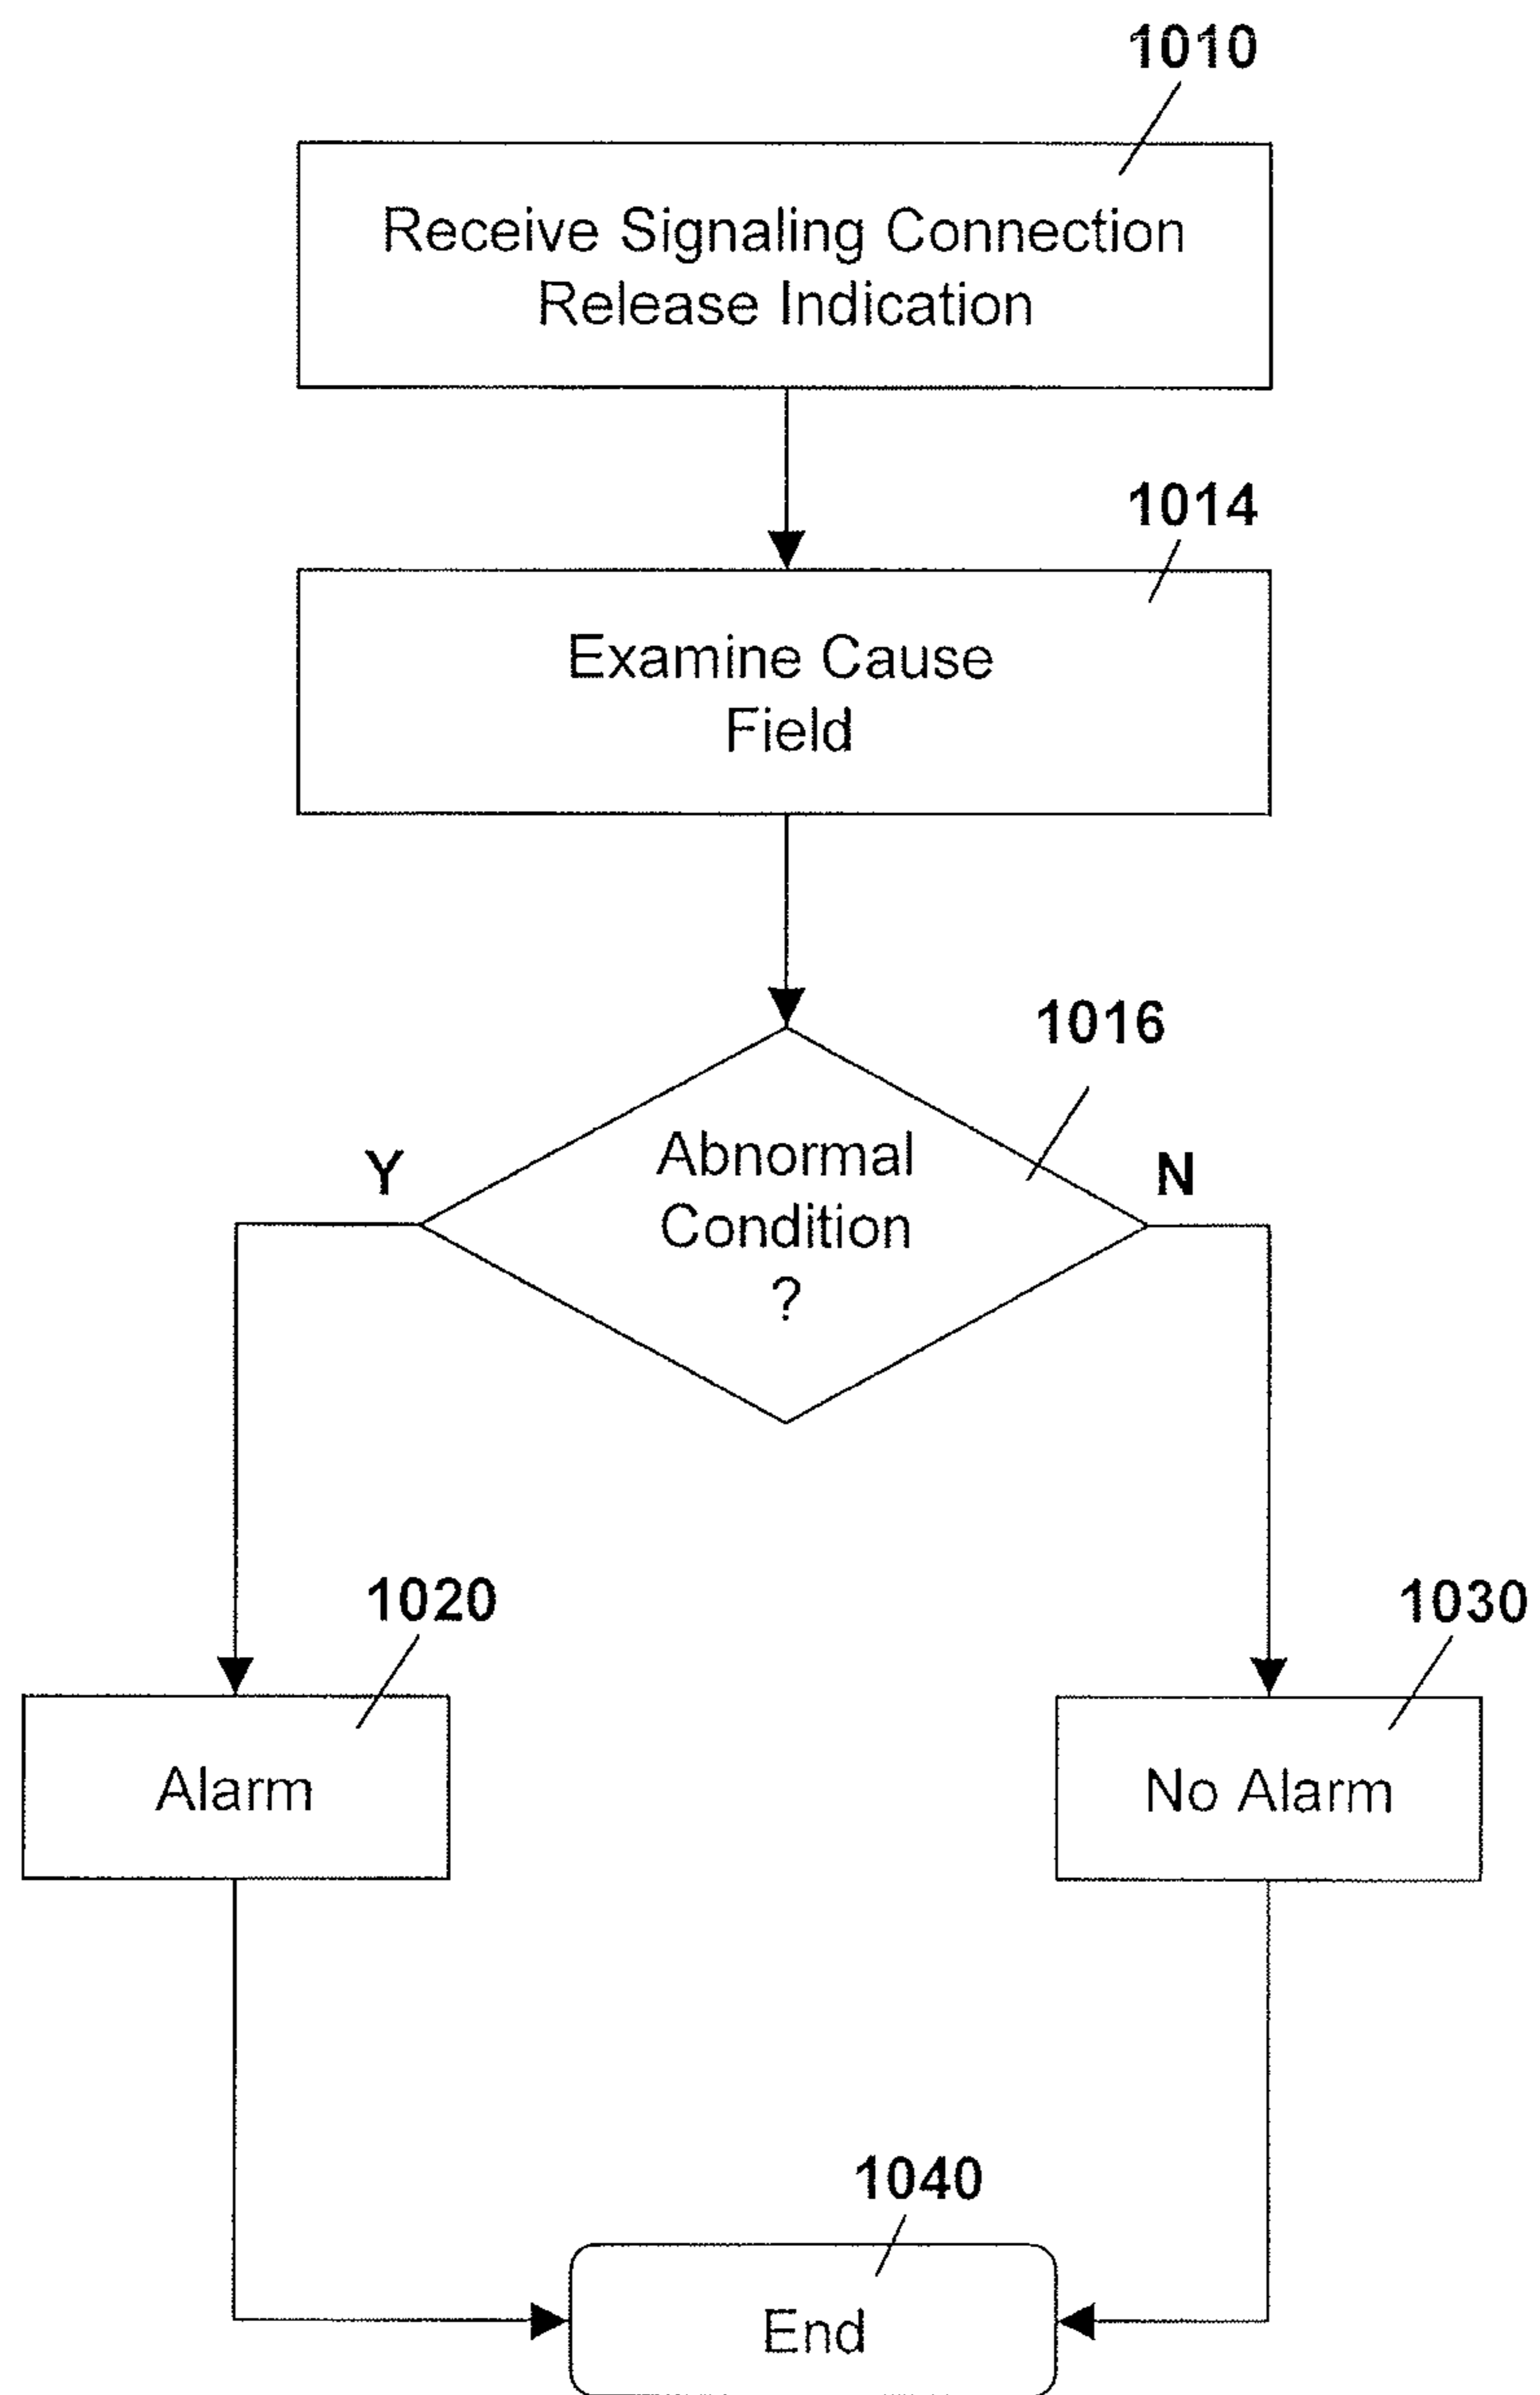 1010
Receive Signaling Connection
Release Indication
1014
Examine Cause
Field
1016
Y
Abnormal
Condition
?
N
1020
Alarm
1030
No Alarm
1040
End